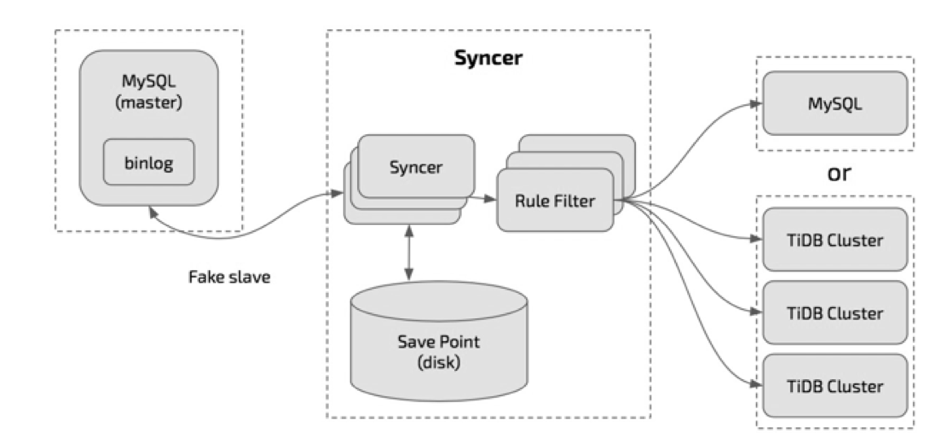 MySQL
(master)
binlog
Fake slave
Syncer
Syncer
Rule Filter
Save Point
(disk)
MySQL
or
TiDB Cluster
TiDB Cluster
TiDB Cluster